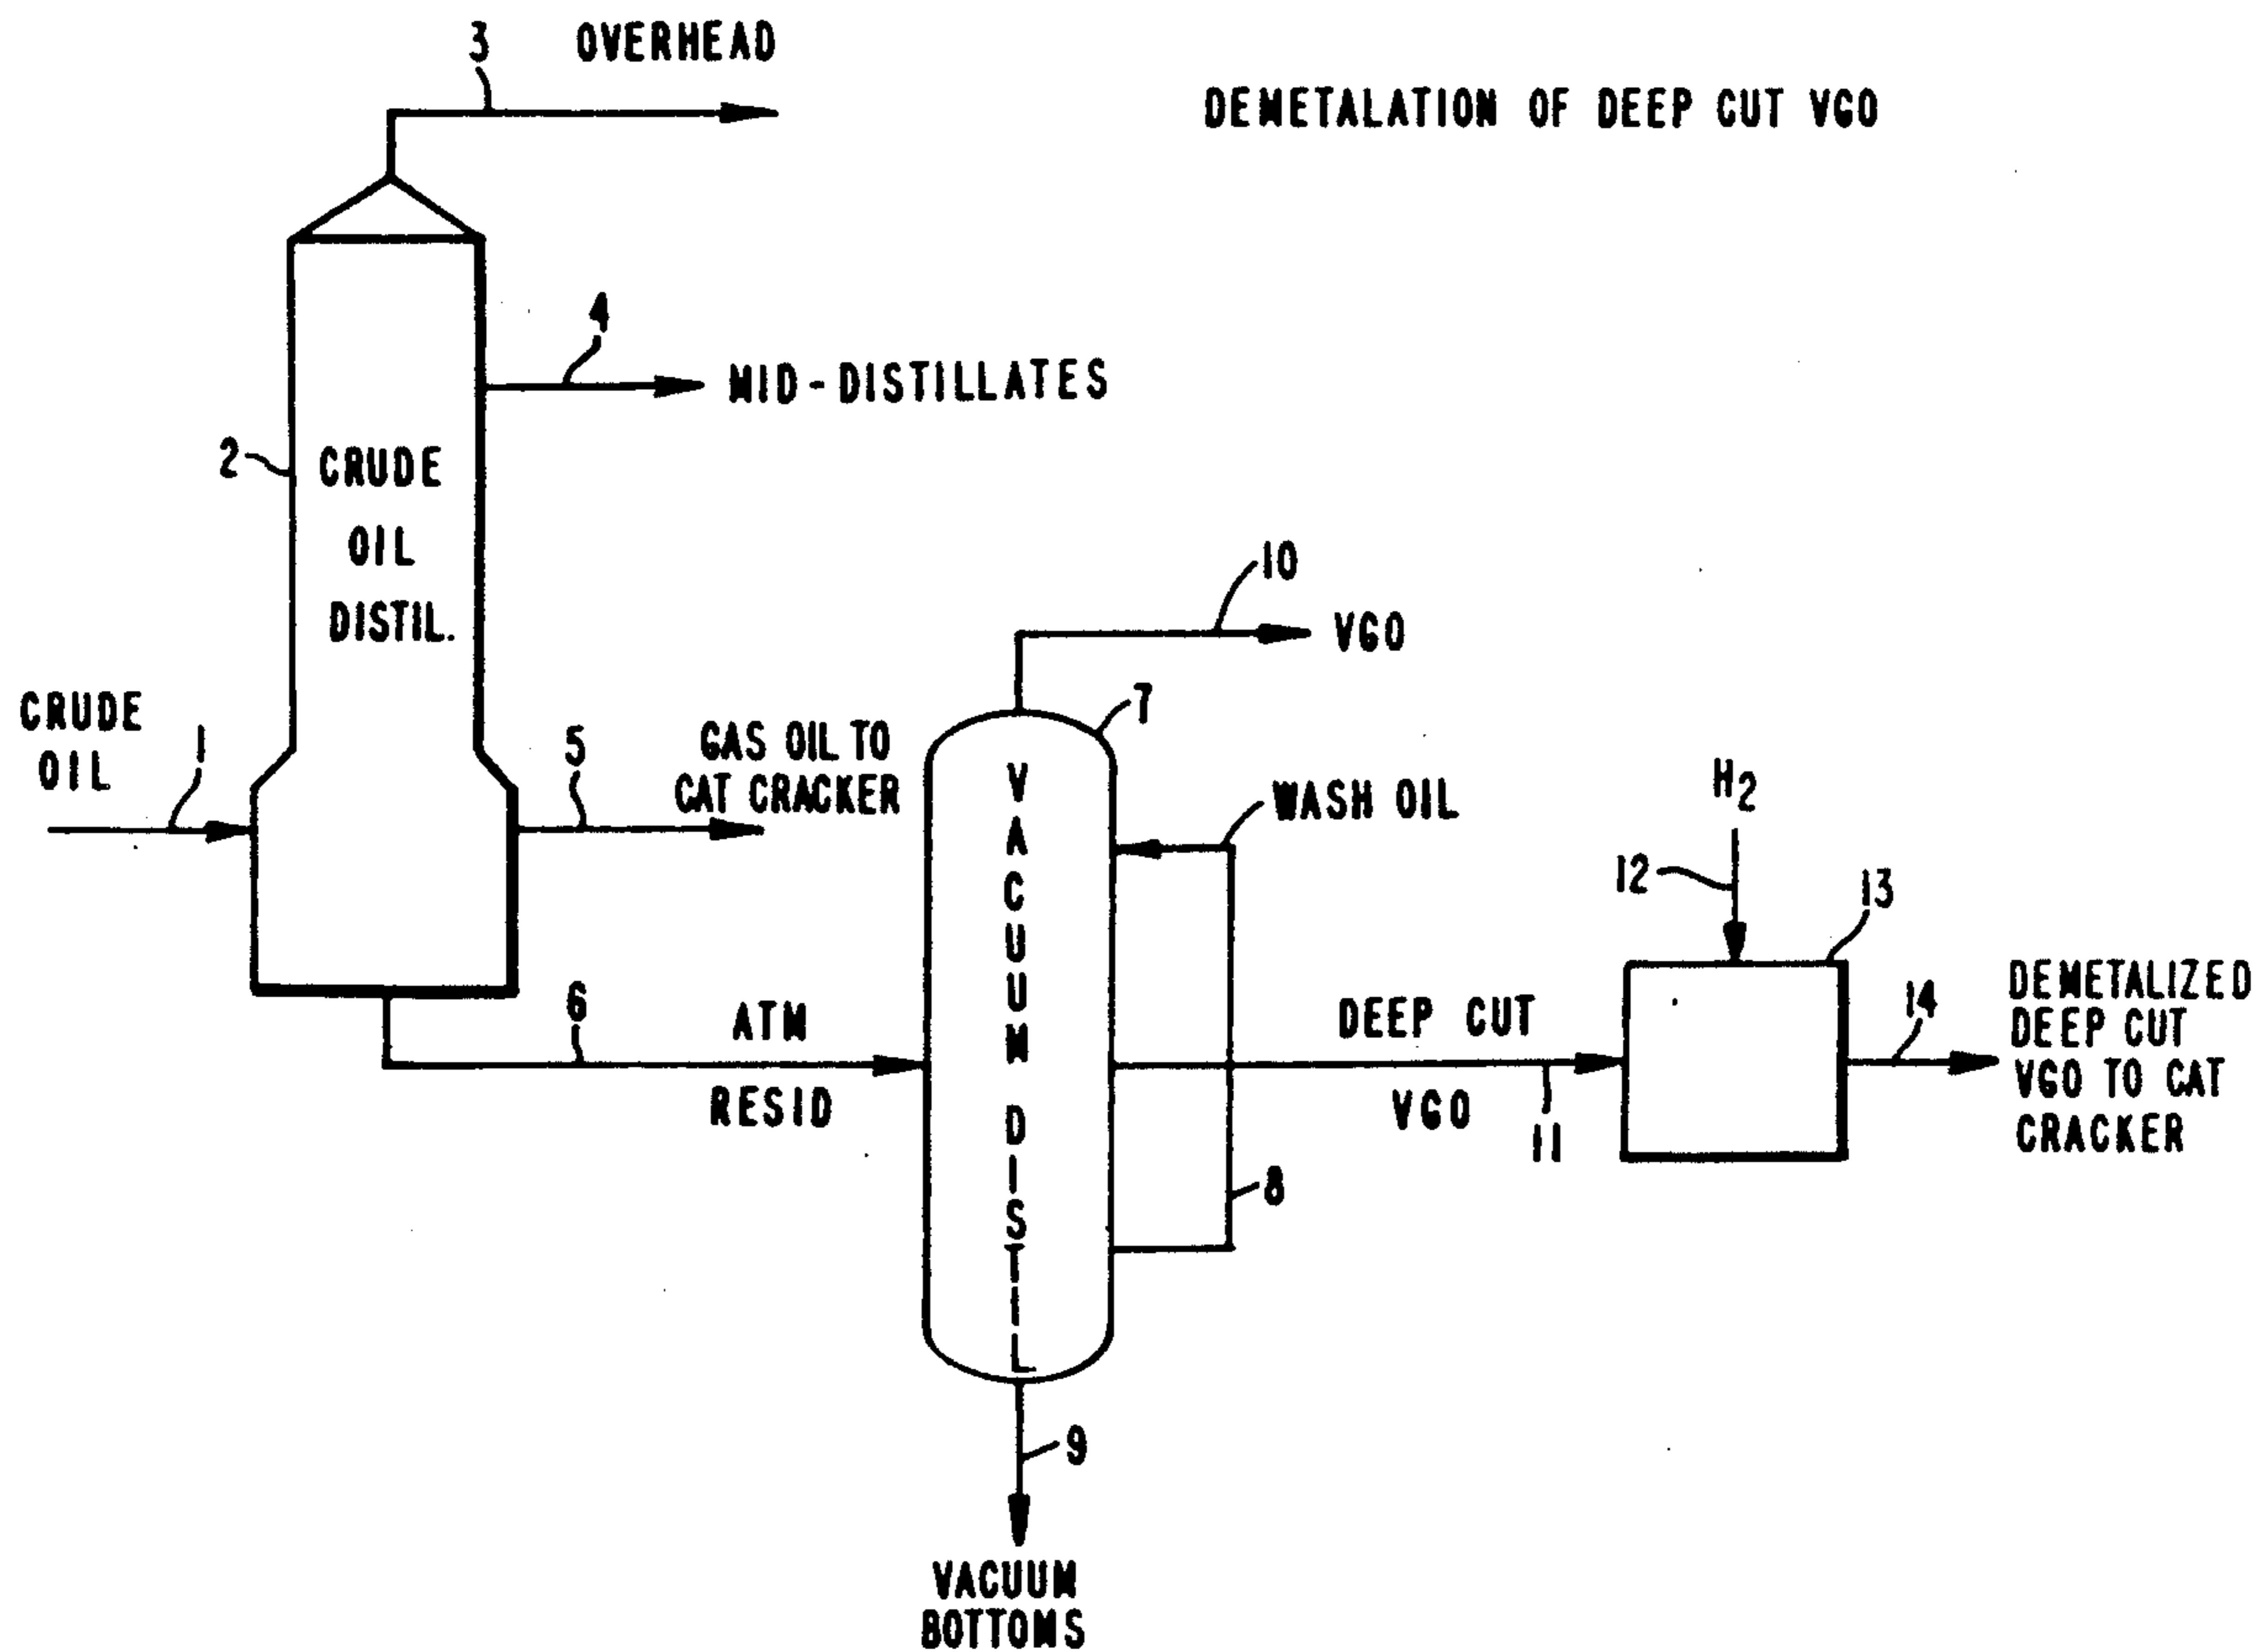 3 OVERHEAD
DEMETALATION OF DEEP CUT VGO
4
MID-DISTILLATES
2
CRUDE
OIL
DISTIL.
CRUDE
OIL
1
5
GAS OIL TO
CAT CRACKER
10
VGO
7
WASH OIL
H2
12
13
6
ATM
RESID
VACUUM DISTILL
DEEP CUT
VGO
11
14
DEMETALIZED
DEEP CUT
VGO TO CAT
CRACKER
8
9
VACUUM
BOTTOMS